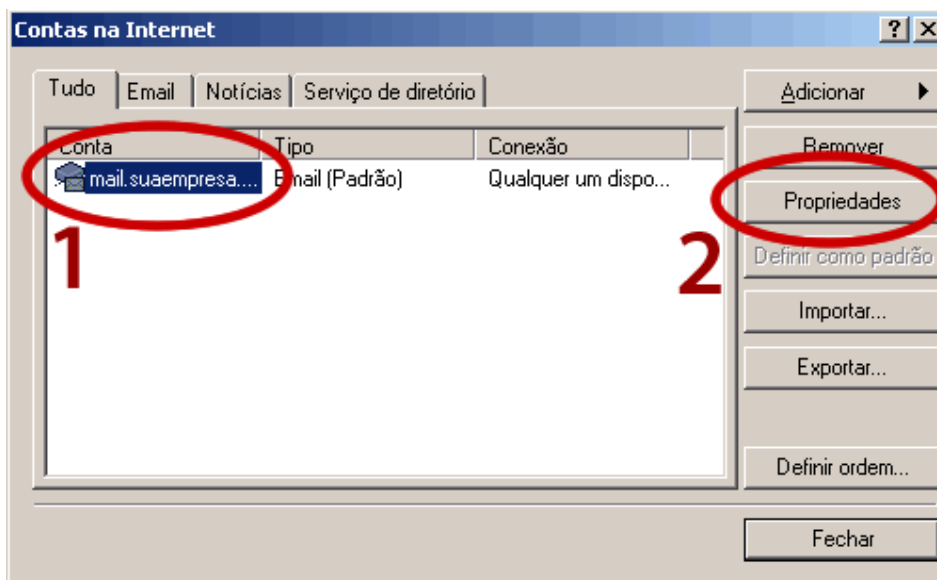 Contas na Internet
Tudo Email Notícias Serviço de diretório
Adicionar
Conta Tipo Conexão
Remover
mail.suaempresa.... Email (Padrão) Qualquer um dispo...
Propriedades
1
2
Definir como padrão
Importar...
Exportar...
Definir ordem...
Fechar